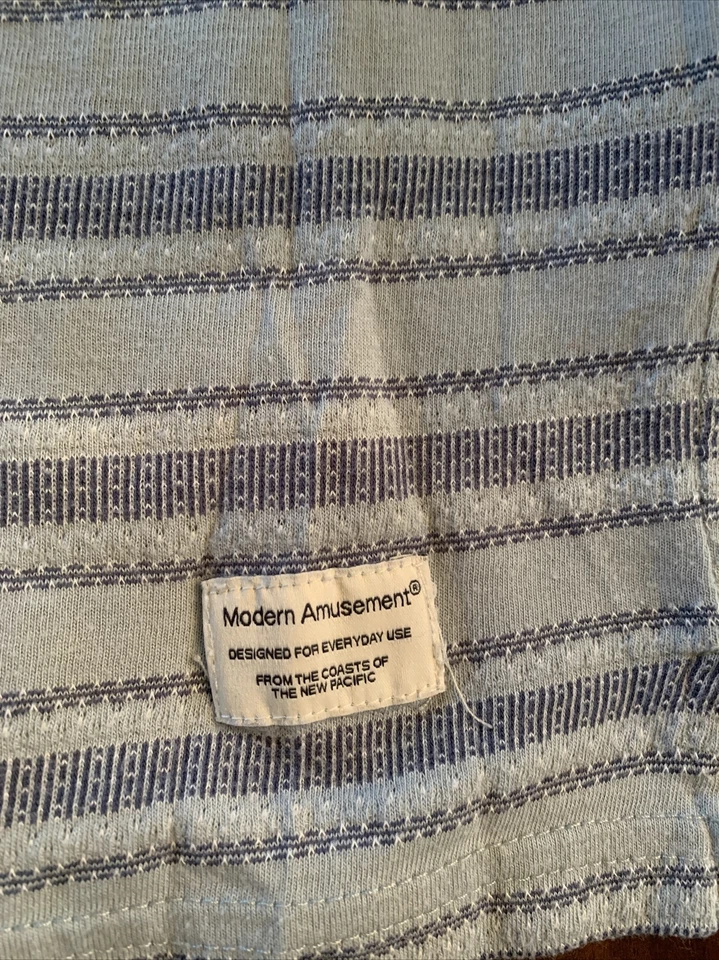 Modern Amusement®
DESIGNED FOR EVERYDAY USE
FROM THE COASTS OF
THE NEW PACIFIC